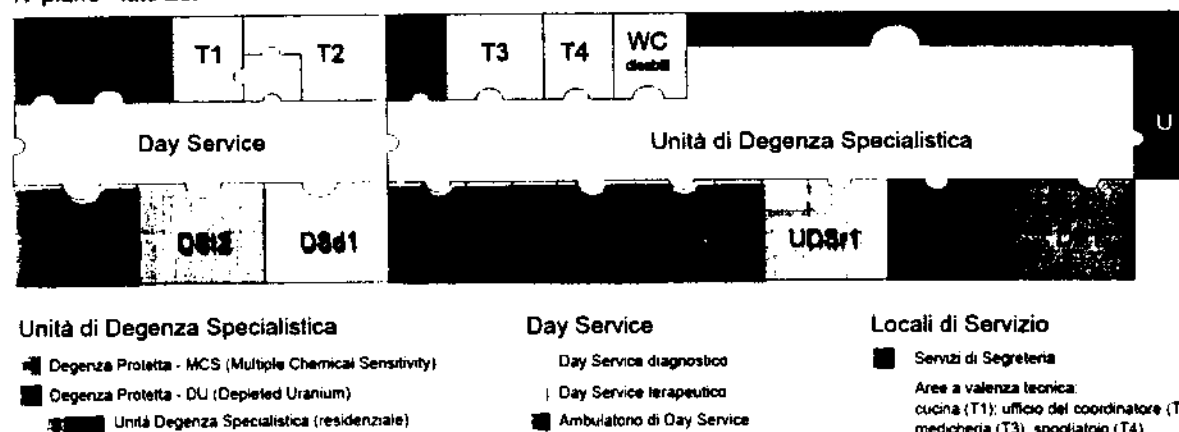 T1
T2
T3
T4
WC
disabili
Day Service
Unità di Degenza Specialistica
U
DSt2
DSd1
UDSr1
Unità di Degenza Specialistica
Degenza Protetta - MCS (Multiple Chemical Sensitivity)
Degenza Protetta - DU (Depleted Uranium)
Unità Degenza Specialistica (residenziale)
Day Service
Day Service diagnostico
Day Service terapeutico
Ambulatorio di Day Service
Locali di Servizio
Servizi di Segreteria
Aree a valenza tecnica:
cucina (T1); ufficio del coordinatore (T
medicheria (T3), spogliatoio (T4)